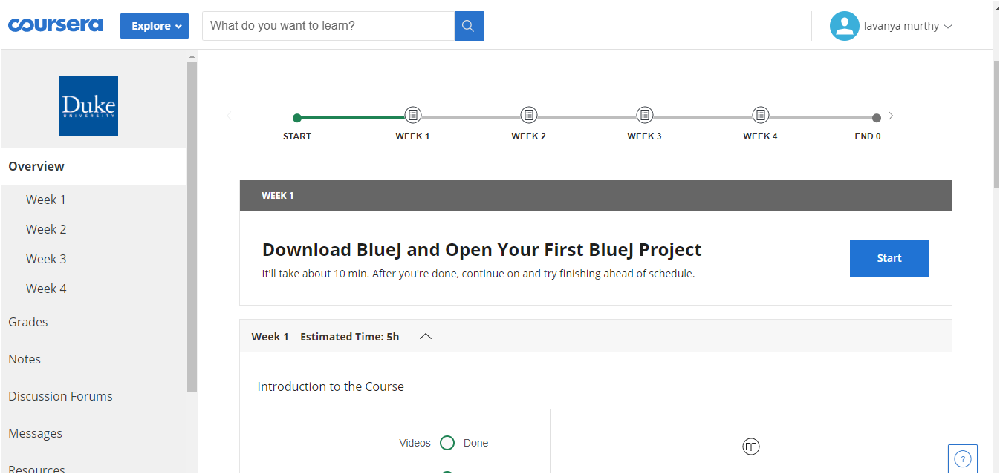 coursera Explore What do you want to learn? lavanya murthy
Duke
UNIVERSITY
START WEEK 1 WEEK 2 WEEK 3 WEEK 4 END 0
Overview
Week 1
Week 2
Week 3
Week 4
Grades
Notes
Discussion Forums
Messages
Resources
WEEK 1
Download BlueJ and Open Your First BlueJ Project
It'll take about 10 min. After you're done, continue on and try finishing ahead of schedule.
Start
Week 1 Estimated Time: 5h
Introduction to the Course
Videos Done
?